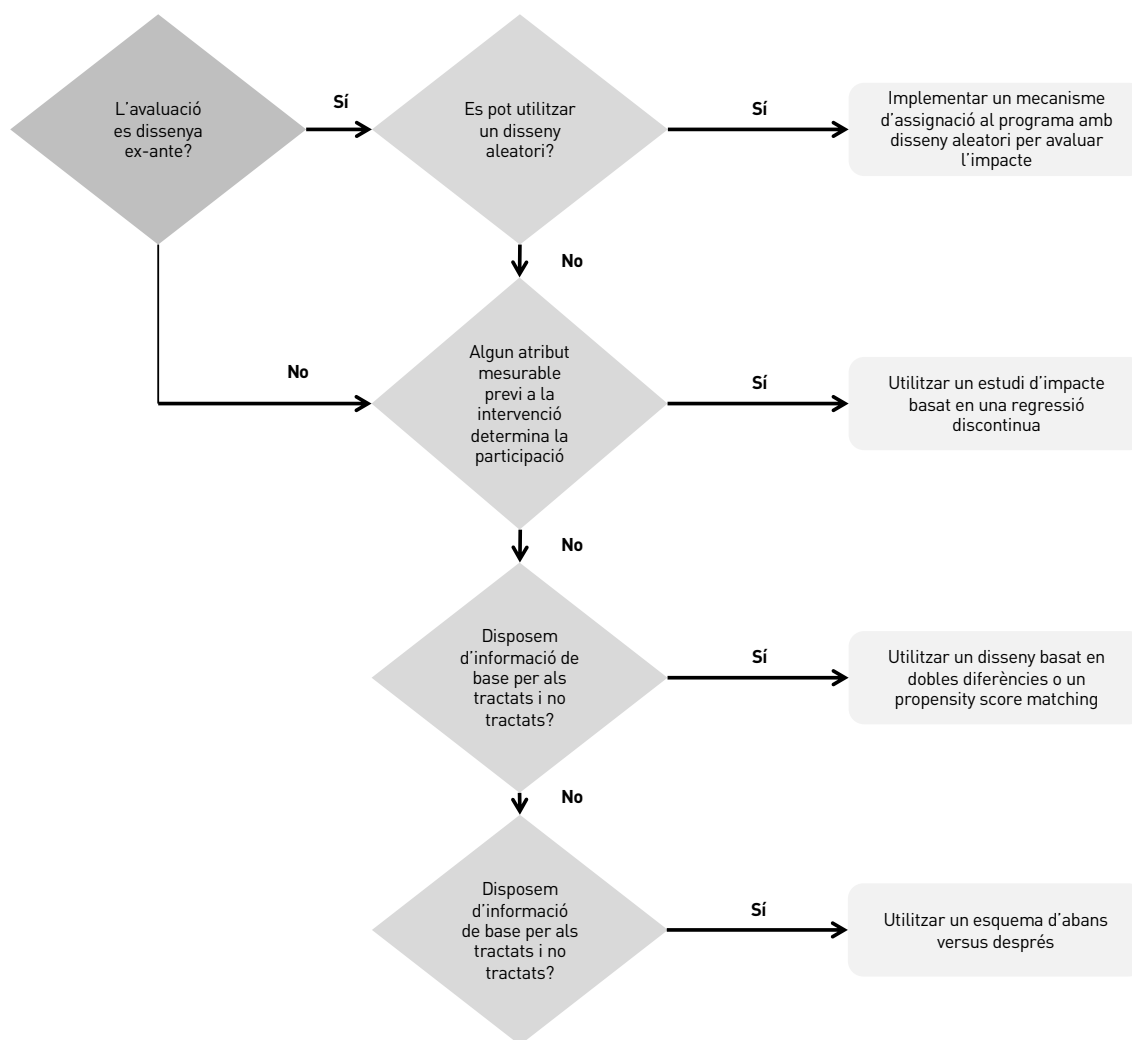 L’avaluació
es dissenya
ex-ante?
Sí
Es pot utilitzar
un disseny
aleatori?
Sí
Implementar un mecanisme
d’assignació al programa amb
disseny aleatori per avaluar
l’impacte
No
No
Algun atribut
mesurable
previ a la
intervenció
determina la
participació
Sí
Utilitzar un estudi d’impacte
basat en una regressió
discontinua
No
Disposem
d’informació de
base per als
tractats i no
tractats?
Sí
Utilitzar un disseny basat en
dobles diferències o un
propensity score matching
No
Disposem
d’informació
de base per als
tractats i no
tractats?
Sí
Utilitzar un esquema d’abans
versus després